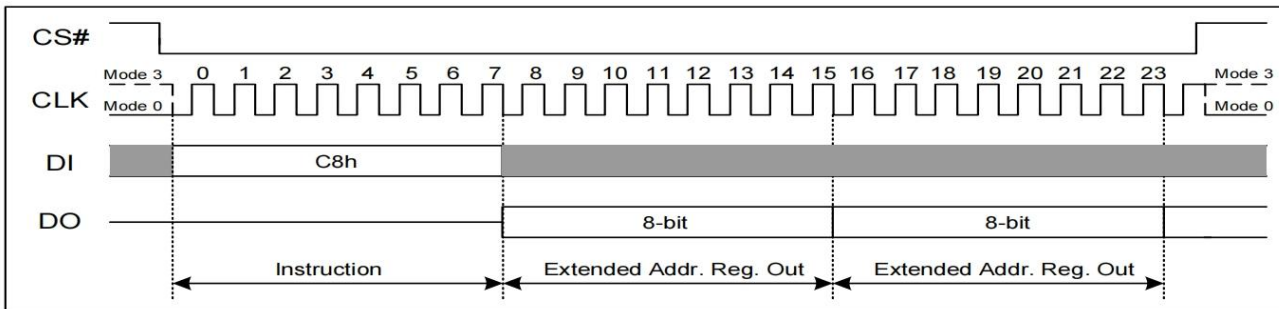 CS#
Mode 3 0 1 2 3 4 5 6 7 8 9 10 11 12 13 14 15 16 17 18 19 20 21 22 23 Mode 3
CLK
Mode 0 Mode 0
DI C8h
DO 8-bit 8-bit
Instruction Extended Addr. Reg. Out Extended Addr. Reg. Out